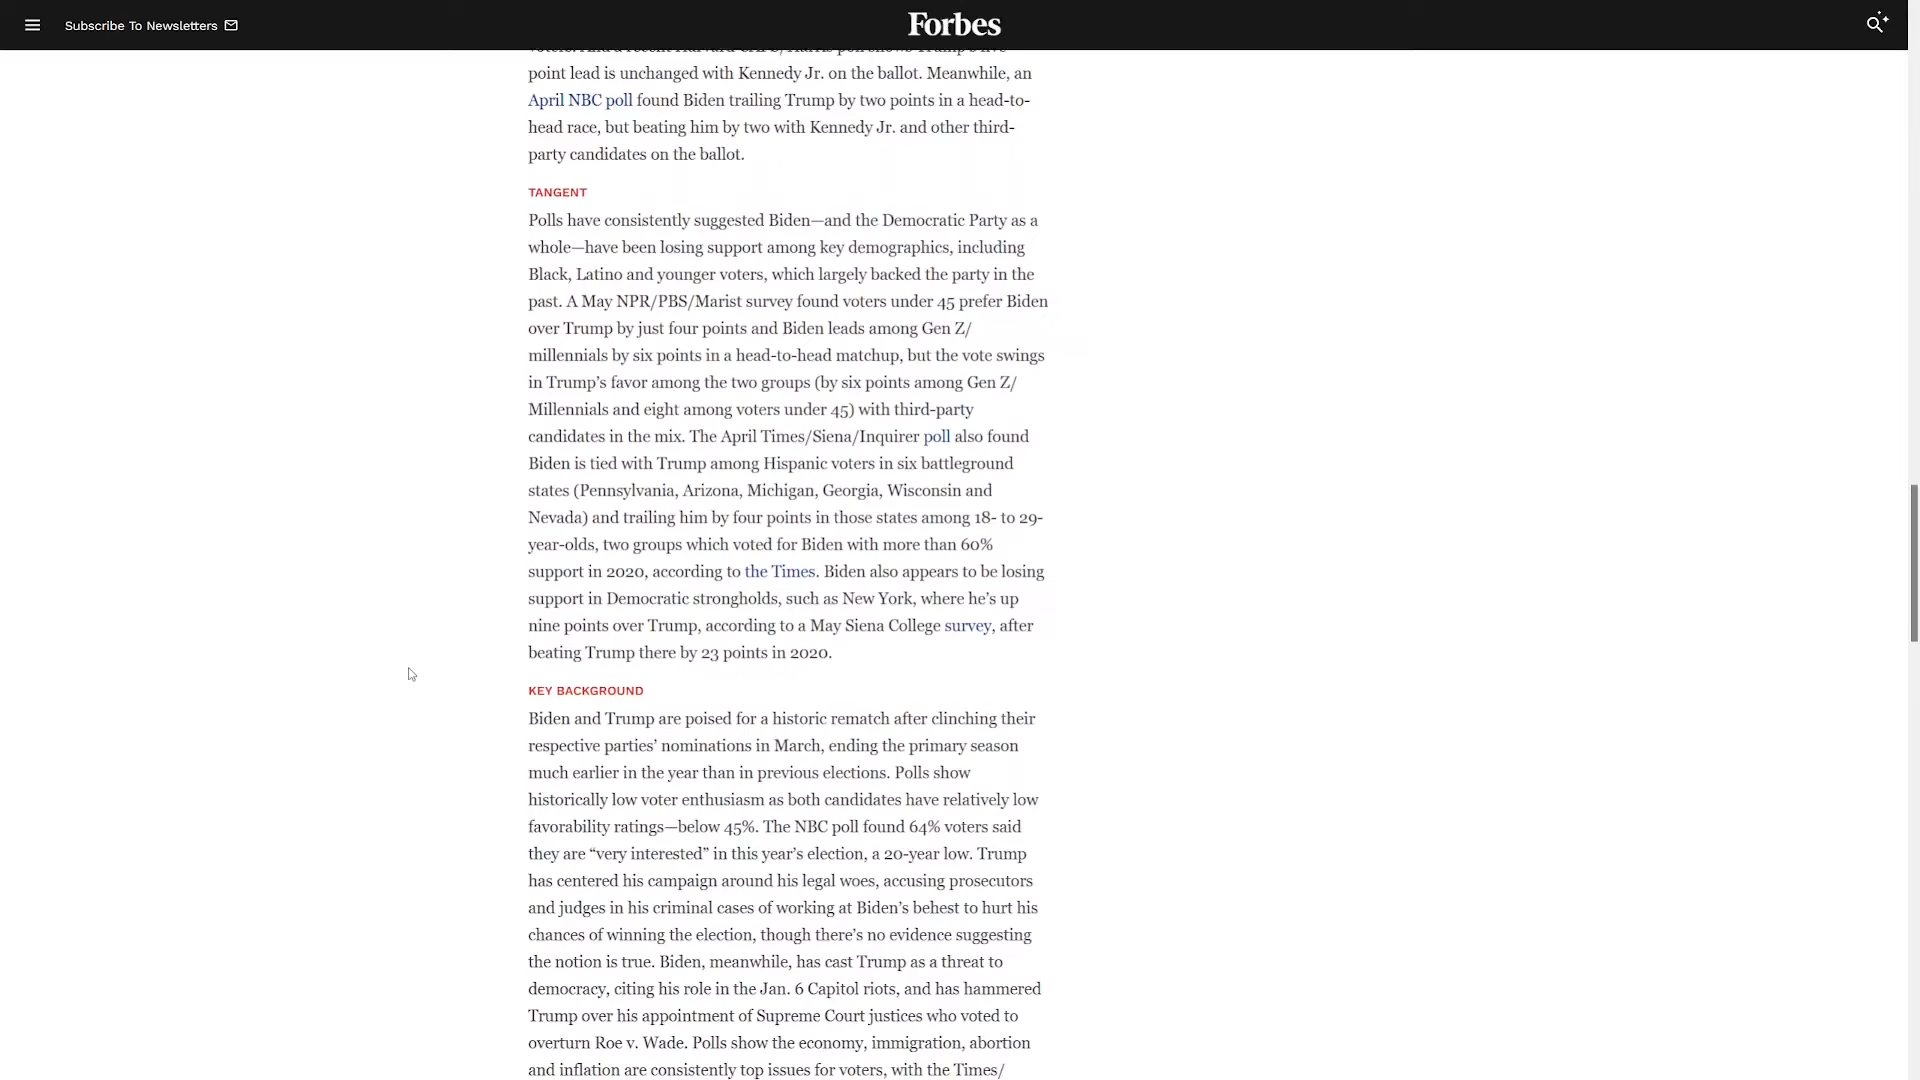 Subscribe To Newsletters
Forbes
point lead is unchanged with Kennedy Jr. on the ballot. Meanwhile, an
April NBC poll found Biden trailing Trump by two points in a head-to-
head race, but beating him by two with Kennedy Jr. and other third-
party candidates on the ballot.
TANGENT
Polls have consistently suggested Biden—and the Democratic Party as a
whole—have been losing support among key demographics, including
Black, Latino and younger voters, which largely backed the party in the
past. A May NPR/PBS/Marist survey found voters under 45 prefer Biden
over Trump by just four points and Biden leads among Gen Z/
millennials by six points in a head-to-head matchup, but the vote swings
in Trump’s favor among the two groups (by six points among Gen Z/
Millennials and eight among voters under 45) with third-party
candidates in the mix. The April Times/Siena/Inquirer poll also found
Biden is tied with Trump among Hispanic voters in six battleground
states (Pennsylvania, Arizona, Michigan, Georgia, Wisconsin and
Nevada) and trailing him by four points in those states among 18- to 29-
year-olds, two groups which voted for Biden with more than 60%
support in 2020, according to the Times. Biden also appears to be losing
support in Democratic strongholds, such as New York, where he’s up
nine points over Trump, according to a May Siena College survey, after
beating Trump there by 23 points in 2020.
KEY BACKGROUND
Biden and Trump are poised for a historic rematch after clinching their
respective parties’ nominations in March, ending the primary season
much earlier in the year than in previous elections. Polls show
historically low voter enthusiasm as both candidates have relatively low
favorability ratings—below 45%. The NBC poll found 64% voters said
they are “very interested” in this year’s election, a 20-year low. Trump
has centered his campaign around his legal woes, accusing prosecutors
and judges in his criminal cases of working at Biden’s behest to hurt his
chances of winning the election, though there’s no evidence suggesting
the notion is true. Biden, meanwhile, has cast Trump as a threat to
democracy, citing his role in the Jan. 6 Capitol riots, and has hammered
Trump over his appointment of Supreme Court justices who voted to
overturn Roe v. Wade. Polls show the economy, immigration, abortion
and inflation are consistently top issues for voters, with the Times/